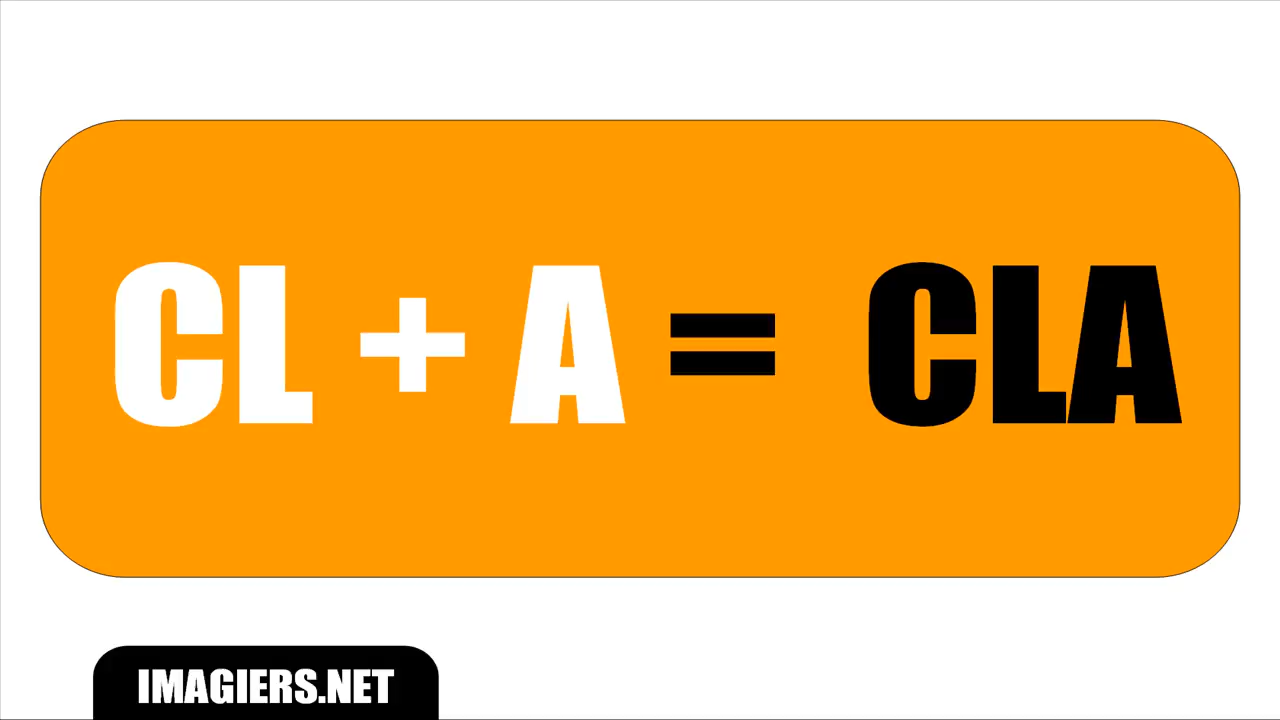 CL + A = CLA
IMAGIERS.NET